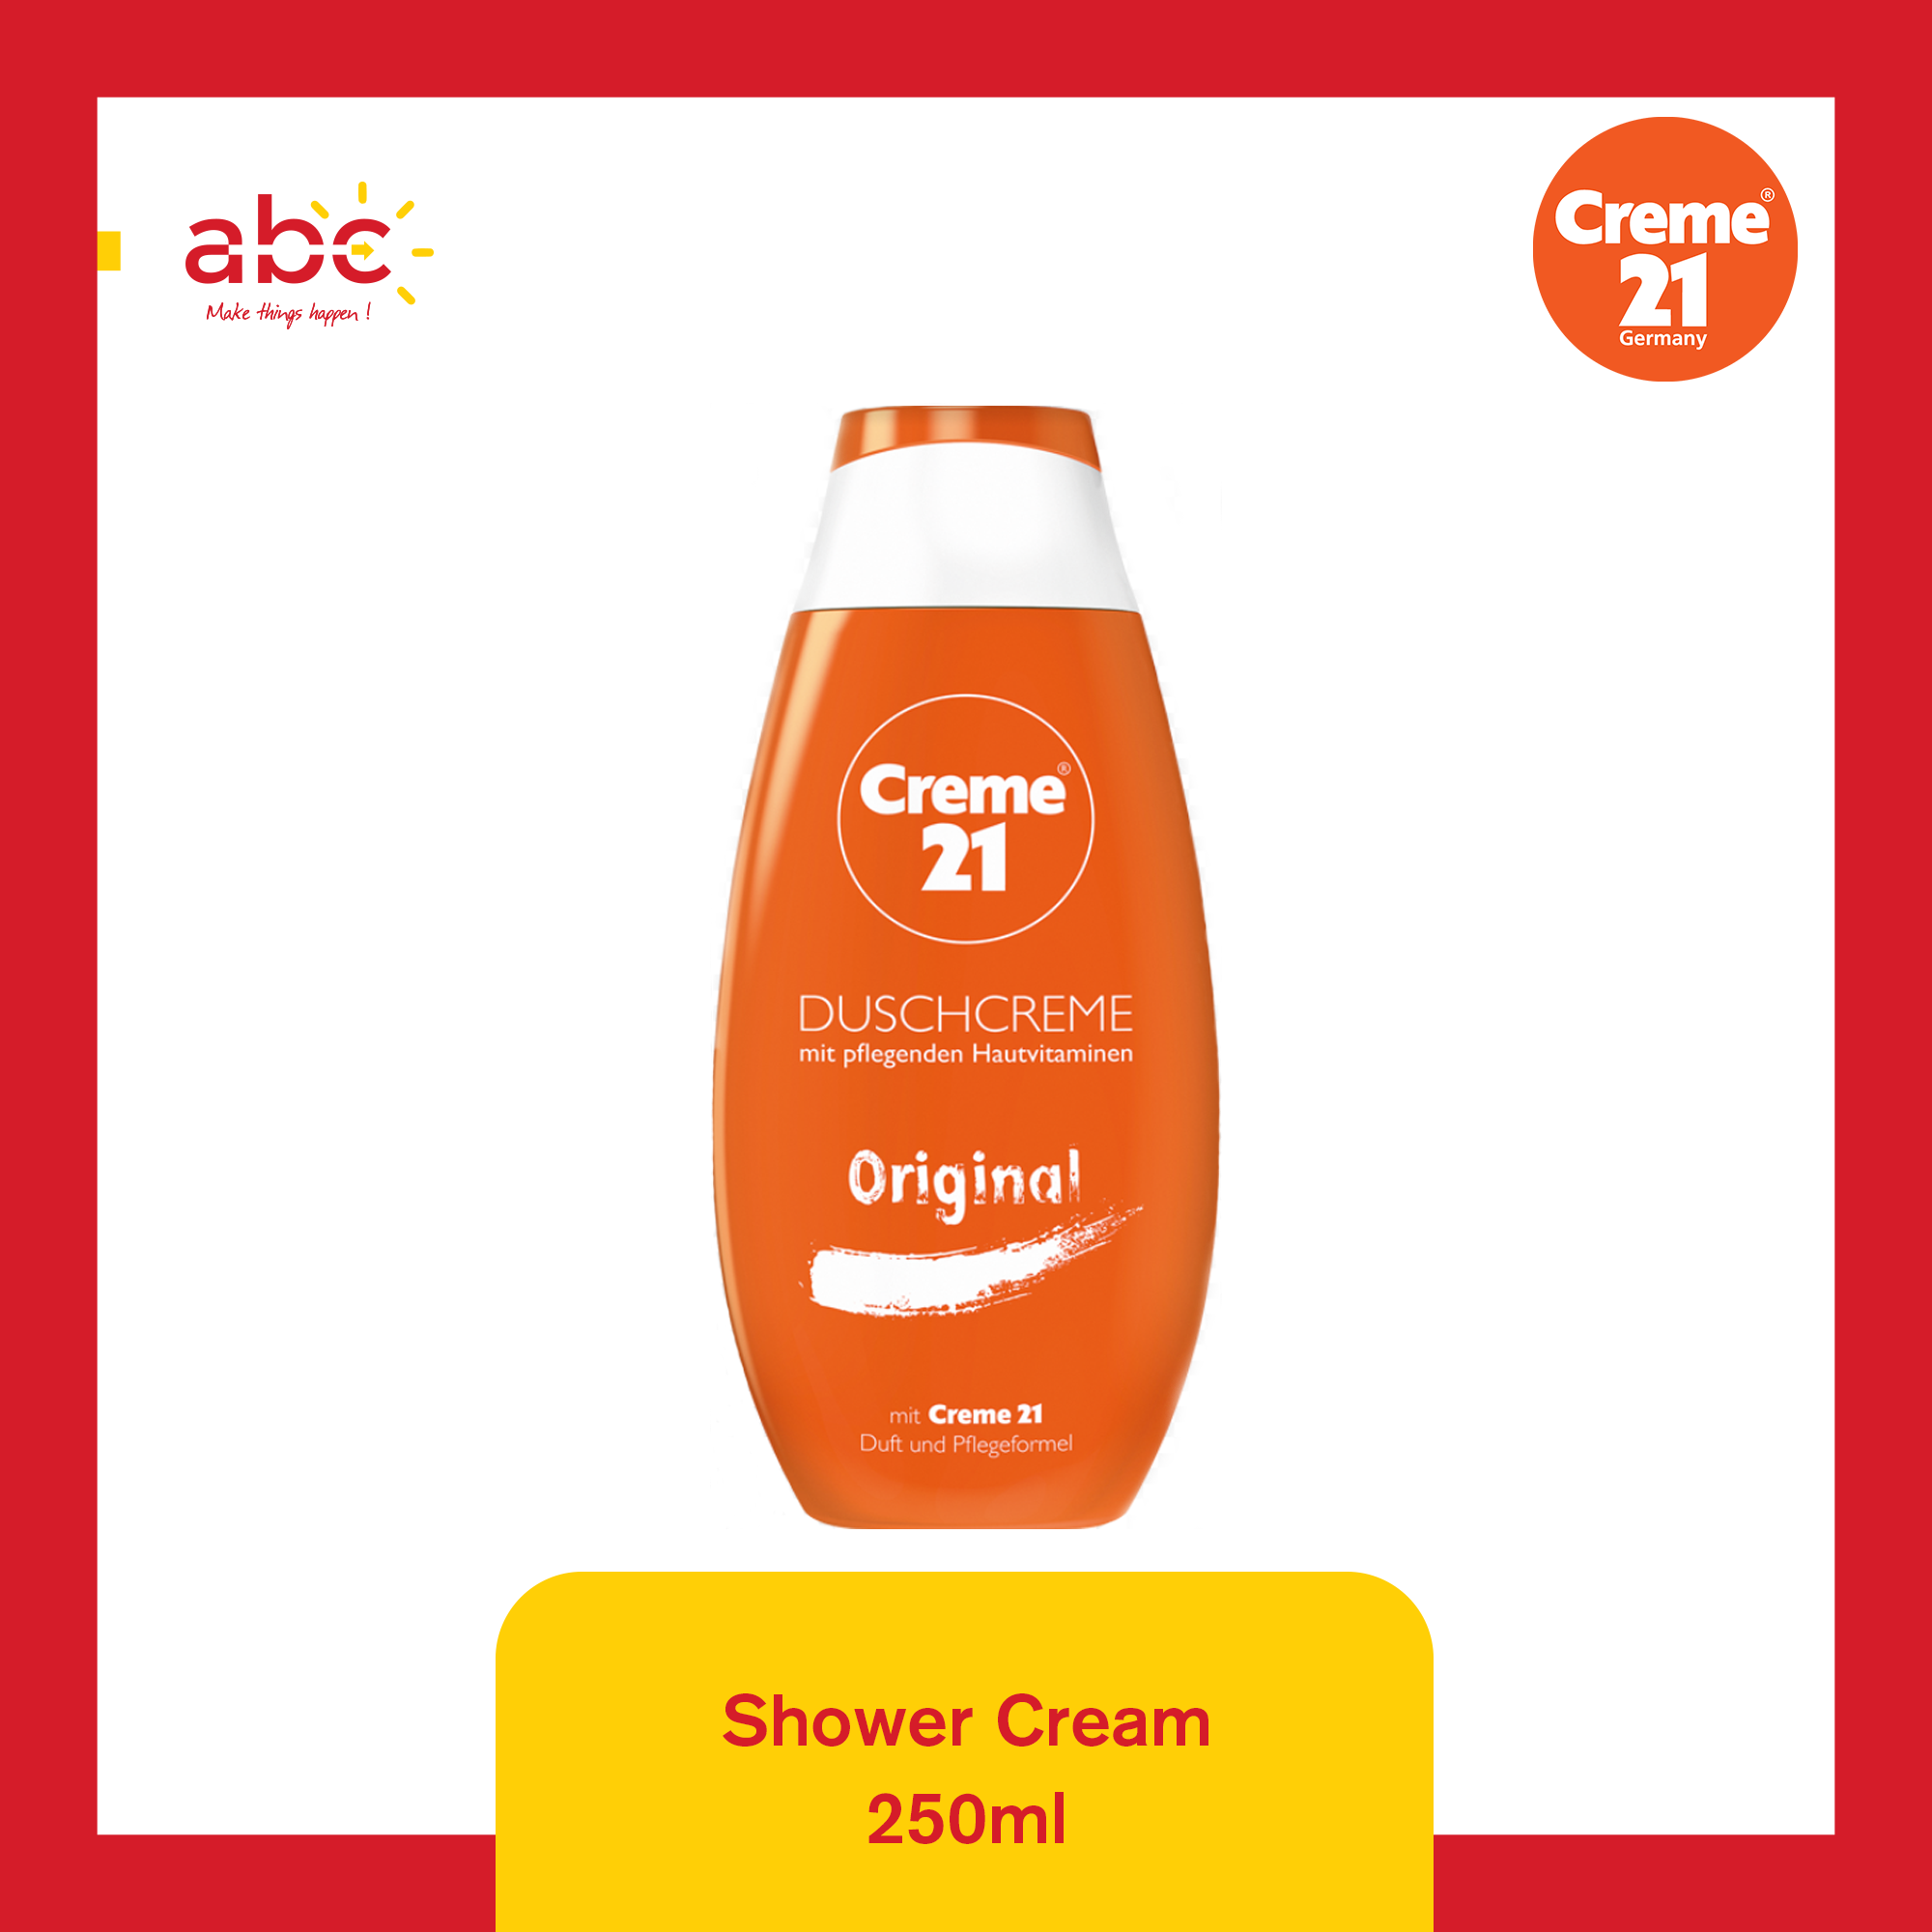 abc
Make things happen !
Creme®
21
Germany
Creme®
21
DUSCHCREME
mit pflegenden Hautvitaminen
Original
mit Creme 21
Duft und Pflegeformel
Shower Cream
250ml